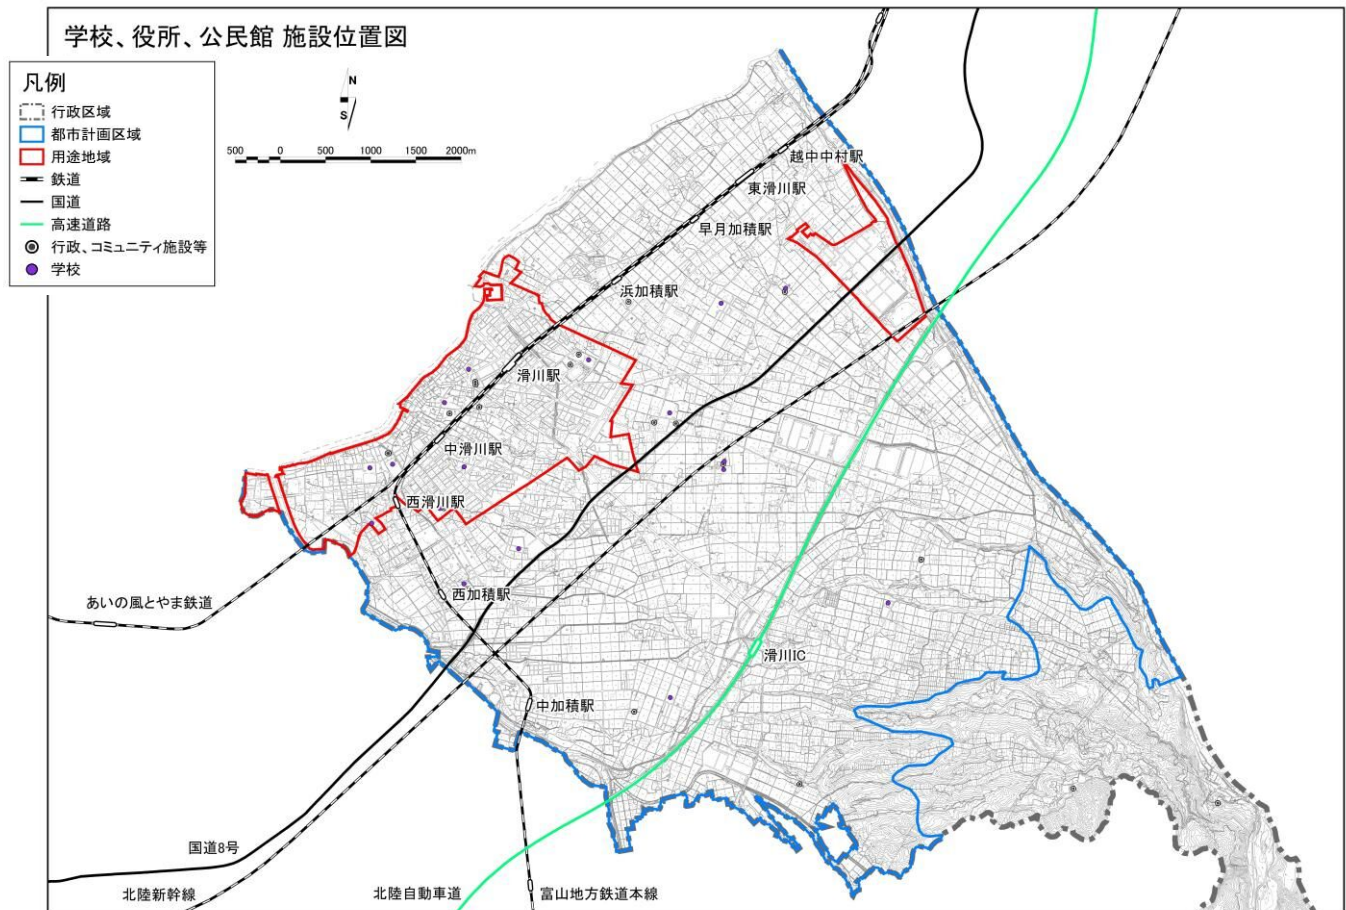 学校、役所、公民館 施設位置図
凡例
行政区域
都市計画区域
用途地域
鉄道
国道
高速道路
行政、コミュニティ施設等
学校
N
S
500 0 500 1000 1500 2000m
越中中村駅
東滑川駅
早月加積駅
浜加積駅
滑川駅
中滑川駅
西滑川駅
あいの風とやま鉄道
西加積駅
滑川IC
中加積駅
国道8号
北陸新幹線
北陸自動車道
富山地方鉄道本線